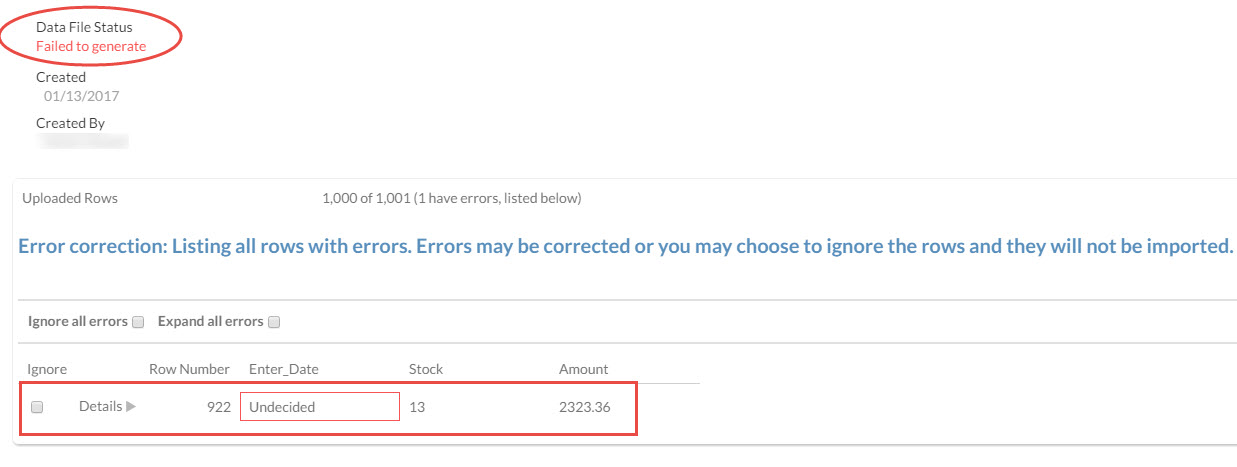 Data File Status
Failed to generate
Created
01/13/2017
Created By
Uploaded Rows 1,000 of 1,001 (1 have errors, listed below)
Error correction: Listing all rows with errors. Errors may be corrected or you may choose to ignore the rows and they will not be imported.
Ignore all errors Expand all errors
Ignore Row Number Enter_Date Stock Amount
Details 922 Undecided 13 2323.36